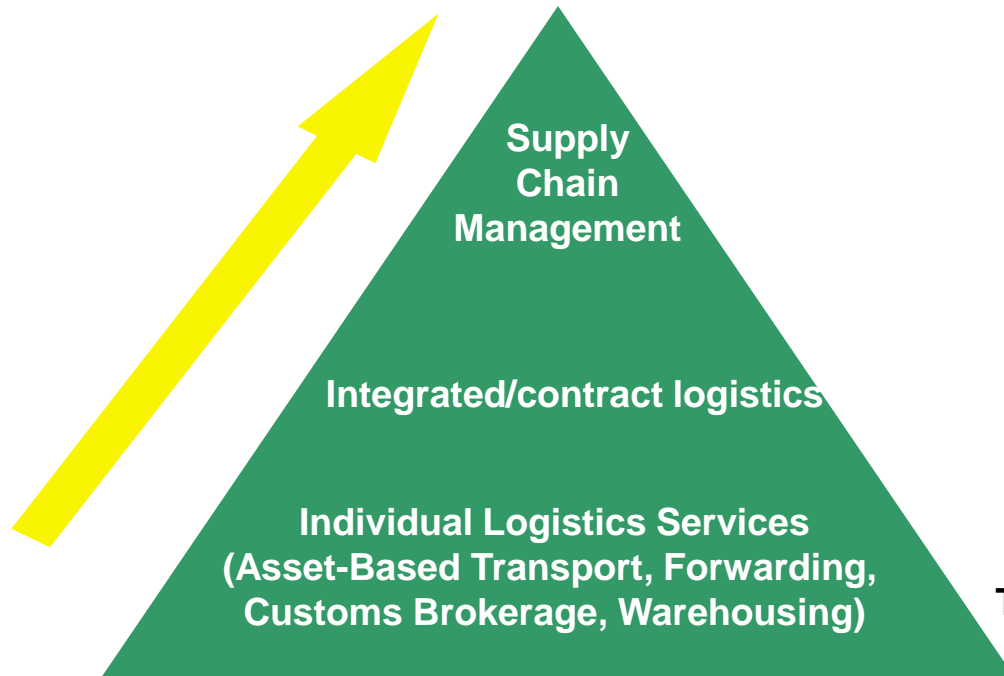 Supply
Chain
Management
Integrated/contract logistics
Individual Logistics Services
(Asset-Based Transport, Forwarding,
Customs Brokerage, Warehousing)